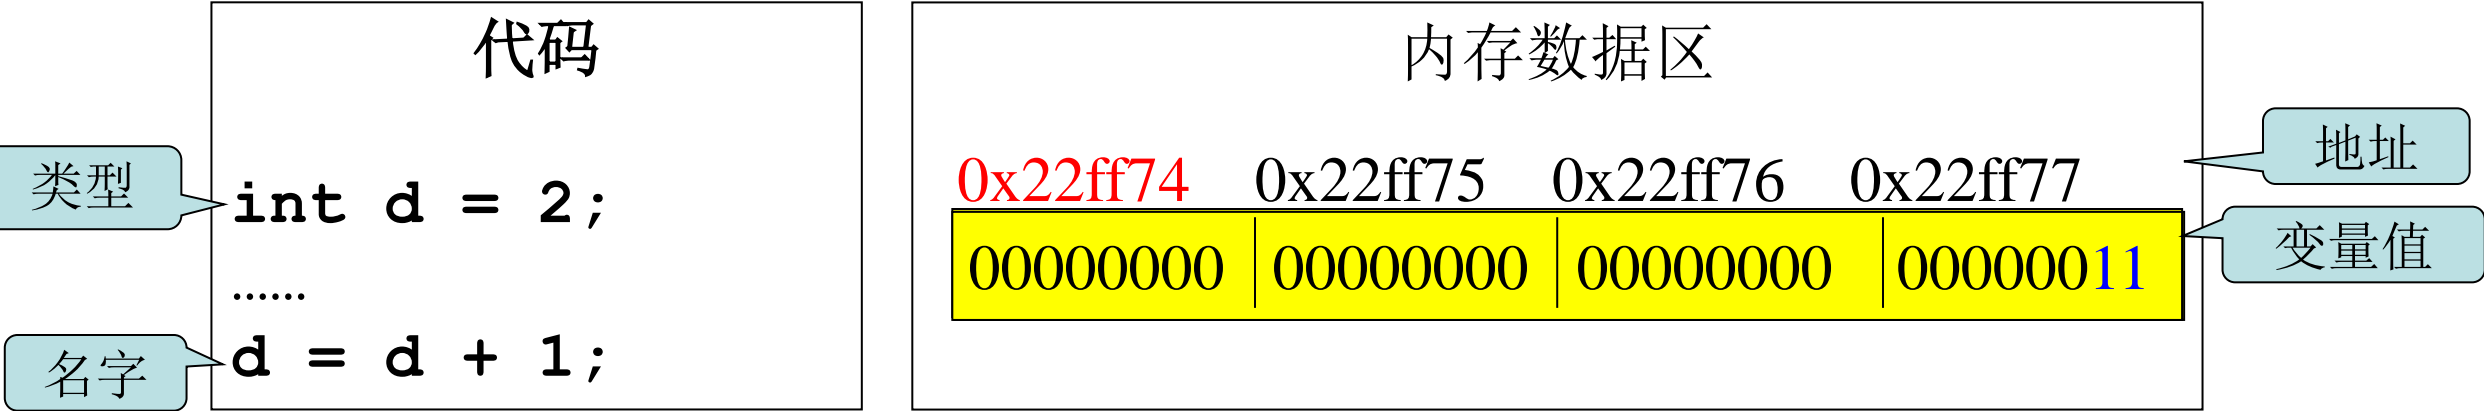 代码
类型
int d = 2;
......
名字
d = d + 1;
内存数据区
0x22ff74 0x22ff75 0x22ff76 0x22ff77
地址
00000000 00000000 00000000 00000011
变量值